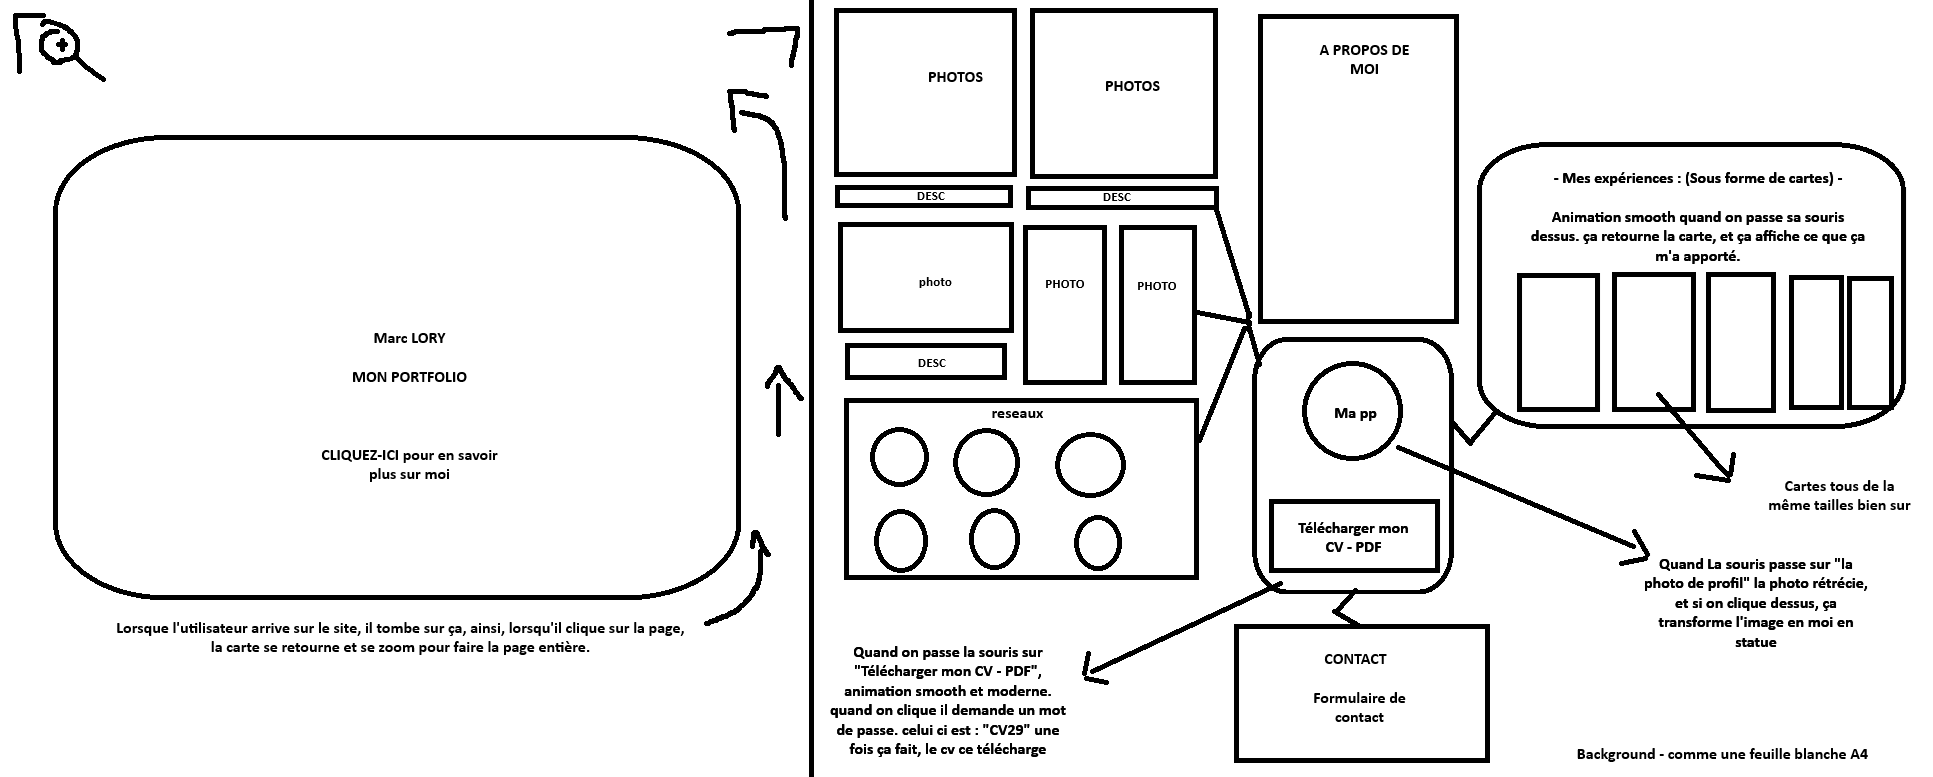 Marc LORY
MON PORTFOLIO
CLIQUEZ-ICI pour en savoir
plus sur moi
Lorsque l'utilisateur arrive sur le site, il tombe sur ça, ainsi, lorsqu'il clique sur la page,
la carte se retourne et se zoom pour faire la page entière.
PHOTOS
PHOTOS
DESC
DESC
photo
PHOTO
PHOTO
DESC
reseaux
A PROPOS DE
MOI
Ma pp
Télécharger mon
CV - PDF
- Mes expériences : (Sous forme de cartes) -
Animation smooth quand on passe sa souris
dessus. ça retourne la carte, et ça affiche ce que ça
m'a apporté.
Cartes tous de la
même tailles bien sur
Quand La souris passe sur "la
photo de profil" la photo rétrécie,
et si on clique dessus, ça
transforme l'image en moi en
statue
Quand on passe la souris sur
"Télécharger mon CV - PDF",
animation smooth et moderne.
quand on clique il demande un mot
de passe. celui ci est : "CV29" une
fois ça fait, le cv ce télécharge
CONTACT
Formulaire de
contact
Background - comme une feuille blanche A4